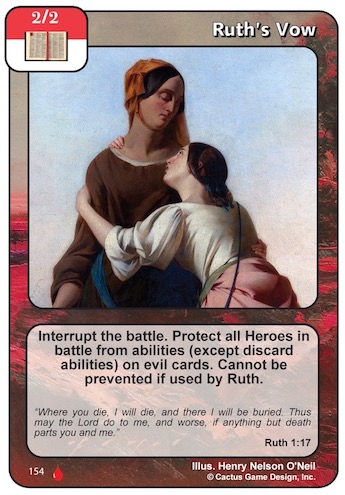 2/2
Ruth's Vow
Interrupt the battle. Protect all Heroes in
battle from abilities (except discard
abilities) on evil cards. Cannot be
prevented if used by Ruth.
"Where you die, I will die, and there I will be buried. Thus
may the Lord do to me, and worse, if anything but death
parts you and me."
Ruth 1:17
154
Illus. Henry Nelson O'Neil
© Cactus Game Design, Inc.